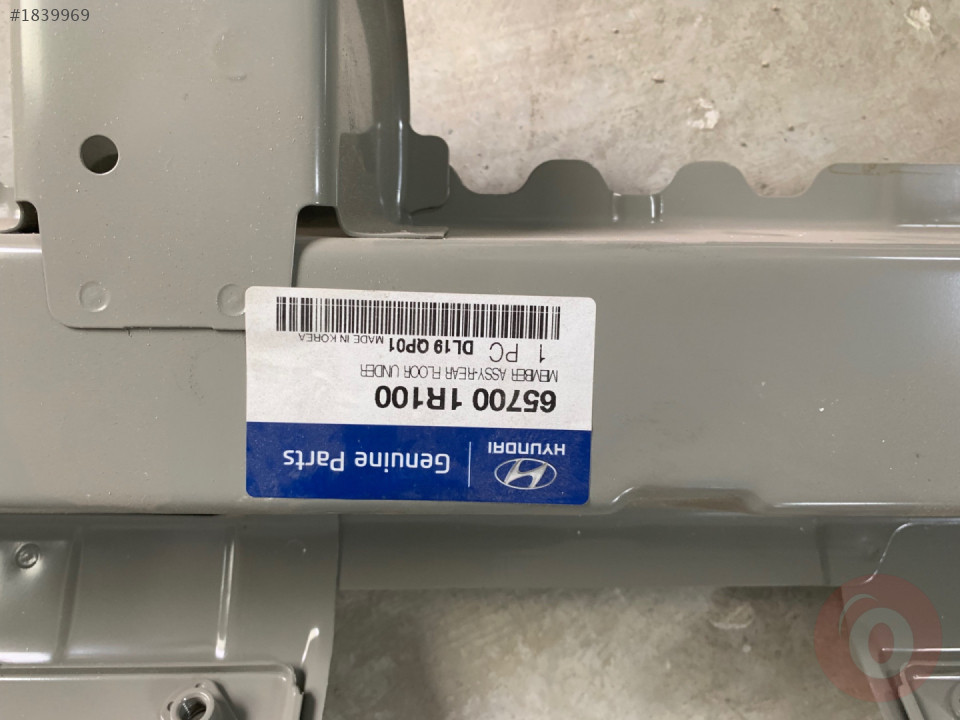 #1839969
HYUNDAI
Genuine Parts
65700 1R100
MEMBER ASSY-REAR FLOOR UNDER
1 PC DL19 QP01 MADE IN KOREA